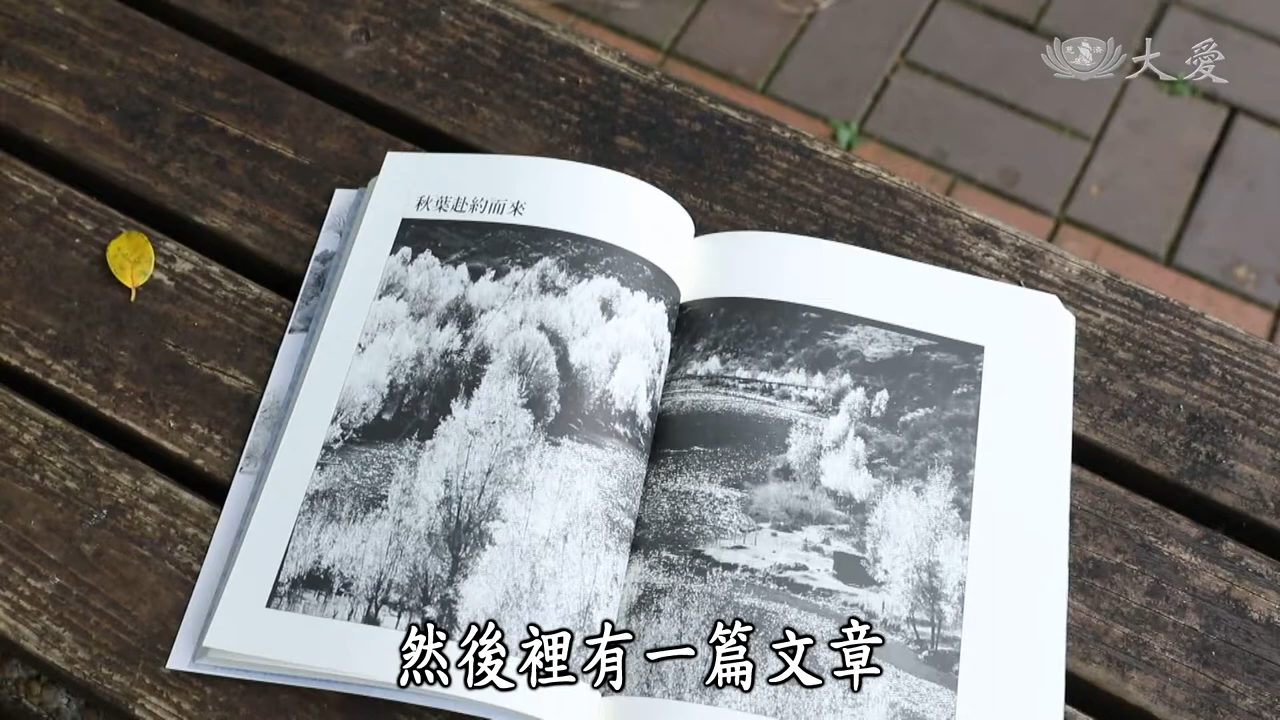 大愛
秋葉赴約而來
然後裡有一篇文章